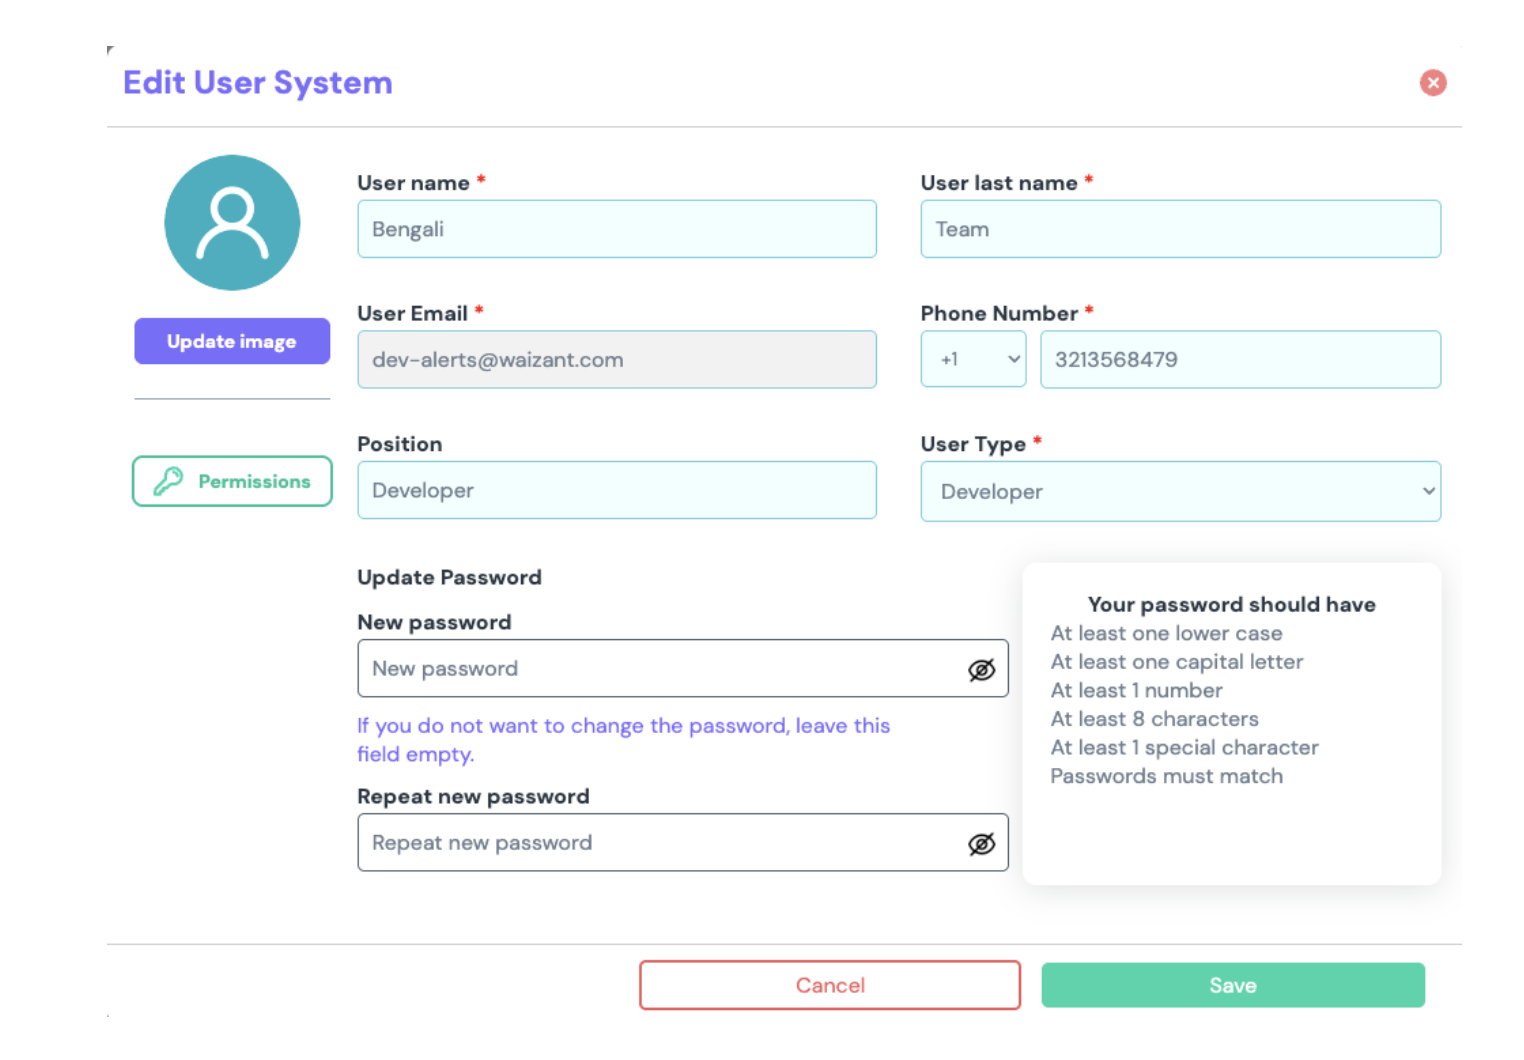 Edit User System
Update image
Permissions
User name *
Bengali
User last name *
Team
User Email *
dev-alerts@waizant.com
Phone Number *
+1
3213568479
Position
Developer
User Type *
Developer
Update Password
New password
New password
If you do not want to change the password, leave this
field empty.
Repeat new password
Repeat new password
Your password should have
At least one lower case
At least one capital letter
At least 1 number
At least 8 characters
At least 1 special character
Passwords must match
Cancel
Save